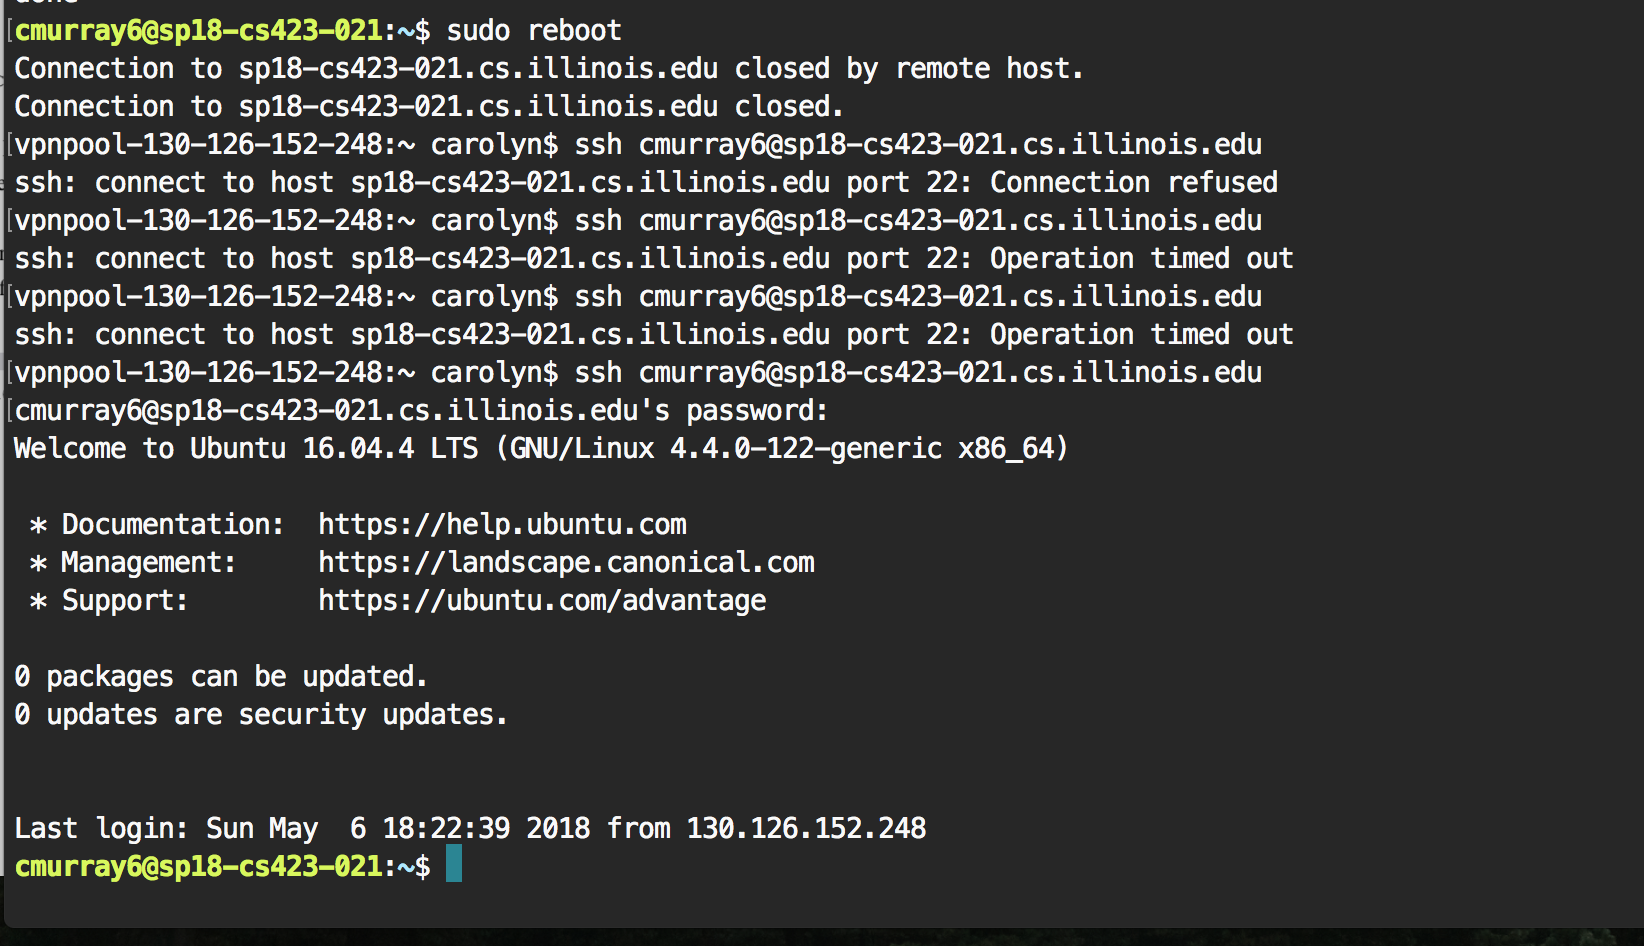 done
cmurray6@sp18-cs423-021:~$ sudo reboot
Connection to sp18-cs423-021.cs.illinois.edu closed by remote host.
Connection to sp18-cs423-021.cs.illinois.edu closed.
[vpnpool-130-126-152-248:~ carolyn$ ssh cmurray6@sp18-cs423-021.cs.illinois.edu
ssh: connect to host sp18-cs423-021.cs.illinois.edu port 22: Connection refused
[vpnpool-130-126-152-248:~ carolyn$ ssh cmurray6@sp18-cs423-021.cs.illinois.edu
ssh: connect to host sp18-cs423-021.cs.illinois.edu port 22: Operation timed out
[vpnpool-130-126-152-248:~ carolyn$ ssh cmurray6@sp18-cs423-021.cs.illinois.edu
ssh: connect to host sp18-cs423-021.cs.illinois.edu port 22: Operation timed out
[vpnpool-130-126-152-248:~ carolyn$ ssh cmurray6@sp18-cs423-021.cs.illinois.edu
[cmurray6@sp18-cs423-021.cs.illinois.edu's password:
Welcome to Ubuntu 16.04.4 LTS (GNU/Linux 4.4.0-122-generic x86_64)
* Documentation:  https://help.ubuntu.com
* Management:     https://landscape.canonical.com
* Support:        https://ubuntu.com/advantage
0 packages can be updated.
0 updates are security updates.
Last login: Sun May  6 18:22:39 2018 from 130.126.152.248
cmurray6@sp18-cs423-021:~$